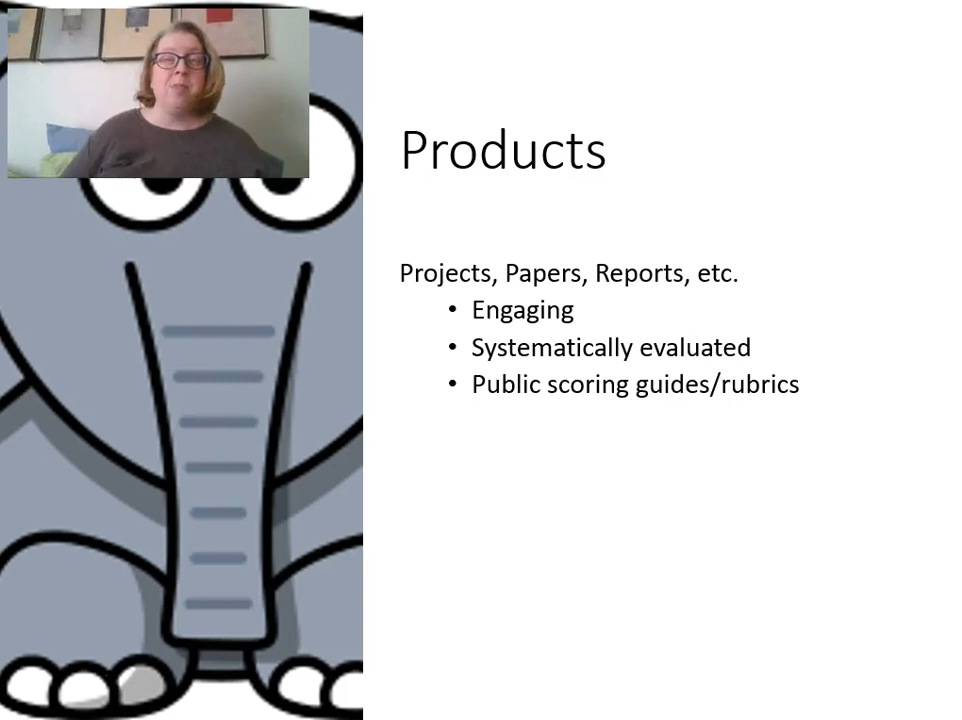 Products
Projects, Papers, Reports, etc.
• Engaging
• Systematically evaluated
• Public scoring guides/rubrics